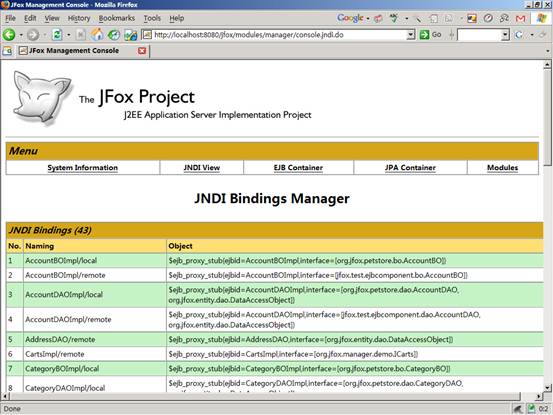 JFox Management Console - Mozilla Firefox
File Edit View History Bookmarks Tools Help
Google
http://localhost:8080/jfox/modules/manager/console.jndi.do
Go
JFox Management Console
The JFox Project
J2EE Application Server Implementation Project
Menu
System Information JNDI View EJB Container JPA Container Modules
JNDI Bindings Manager
JNDI Bindings (43)
No. Naming Object
1 AccountBOImpl/local $ejb_proxy_stub{ejbid=AccountBOImpl,interface=[org.jfox.petstore.bo.AccountBO]}
2 AccountBOImpl/remote $ejb_proxy_stub{ejbid=AccountBOImpl,interface=[jfox.test.ejbcomponent.bo.AccountBO]}
3 AccountDAOImpl/local $ejb_proxy_stub{ejbid=AccountDAOImpl,interface=[org.jfox.petstore.dao.AccountDAO,
org.jfox.entity.dao.DataAccessObject]}
4 AccountDAOImpl/remote $ejb_proxy_stub{ejbid=AccountDAOImpl,interface=[jfox.test.ejbcomponent.dao.AccountDAO,
org.jfox.entity.dao.DataAccessObject]}
5 AddressDAO/remote $ejb_proxy_stub{ejbid=AddressDAO,interface=[org.jfox.entity.dao.DataAccessObject]}
6 CartsImpl/remote $ejb_proxy_stub{ejbid=CartsImpl,interface=[org.jfox.manager.demo.ICarts]}
7 CategoryBOImpl/local $ejb_proxy_stub{ejbid=CategoryBOImpl,interface=[org.jfox.petstore.bo.CategoryBO]}
8 CategoryDAOImpl/local $ejb_proxy_stub{ejbid=CategoryDAOImpl,interface=[org.jfox.petstore.dao.CategoryDAO,
Done